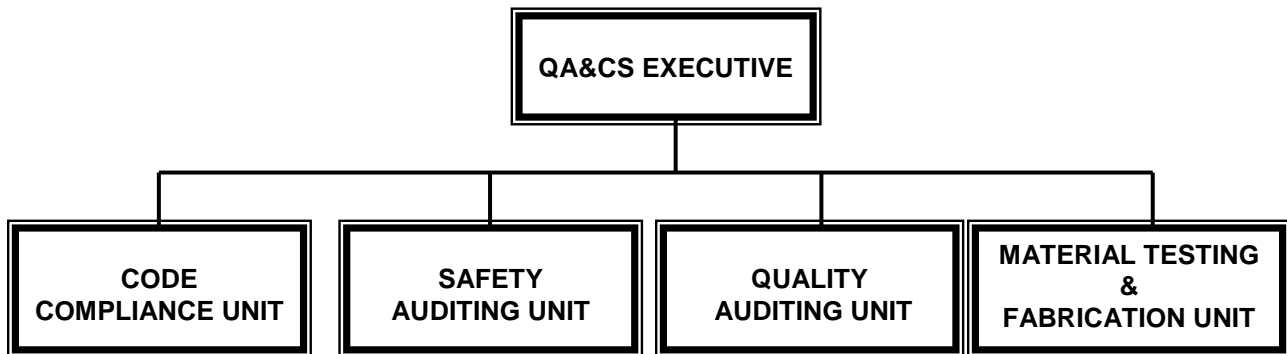 QA&CS EXECUTIVE
CODE
COMPLIANCE UNIT
SAFETY
AUDITING UNIT
QUALITY
AUDITING UNIT
MATERIAL TESTING
&
FABRICATION UNIT